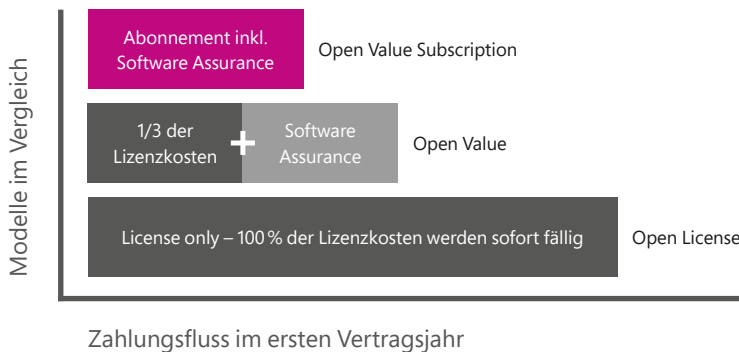 Modelle im Vergleich
Abonnement inkl.
Software Assurance
Open Value Subscription
1/3 der
Lizenzkosten
+
Software
Assurance
Open Value
License only – 100 % der Lizenzkosten werden sofort fällig
Open License
Zahlungsfluss im ersten Vertragsjahr